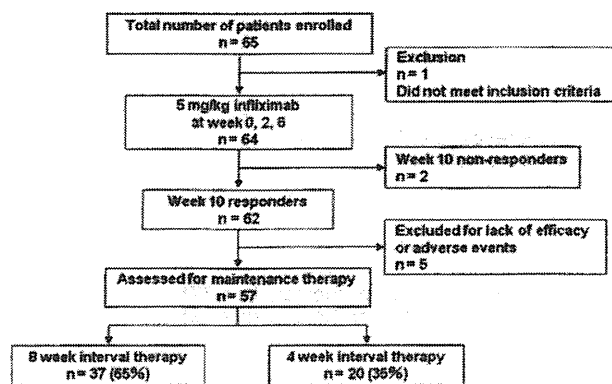 Total number of patients enrolled
n = 65
Exclusion
n = 1
Did not meet inclusion criteria
5 mg/kg infliximab
at week 0, 2, 6
n = 64
Week 10 non-responders
n = 2
Week 10 responders
n = 62
Excluded for lack of efficacy
or adverse events
n = 5
Assessed for maintenance therapy
n = 57
8 week interval therapy
n = 37 (65%)
4 week interval therapy
n = 20 (35%)